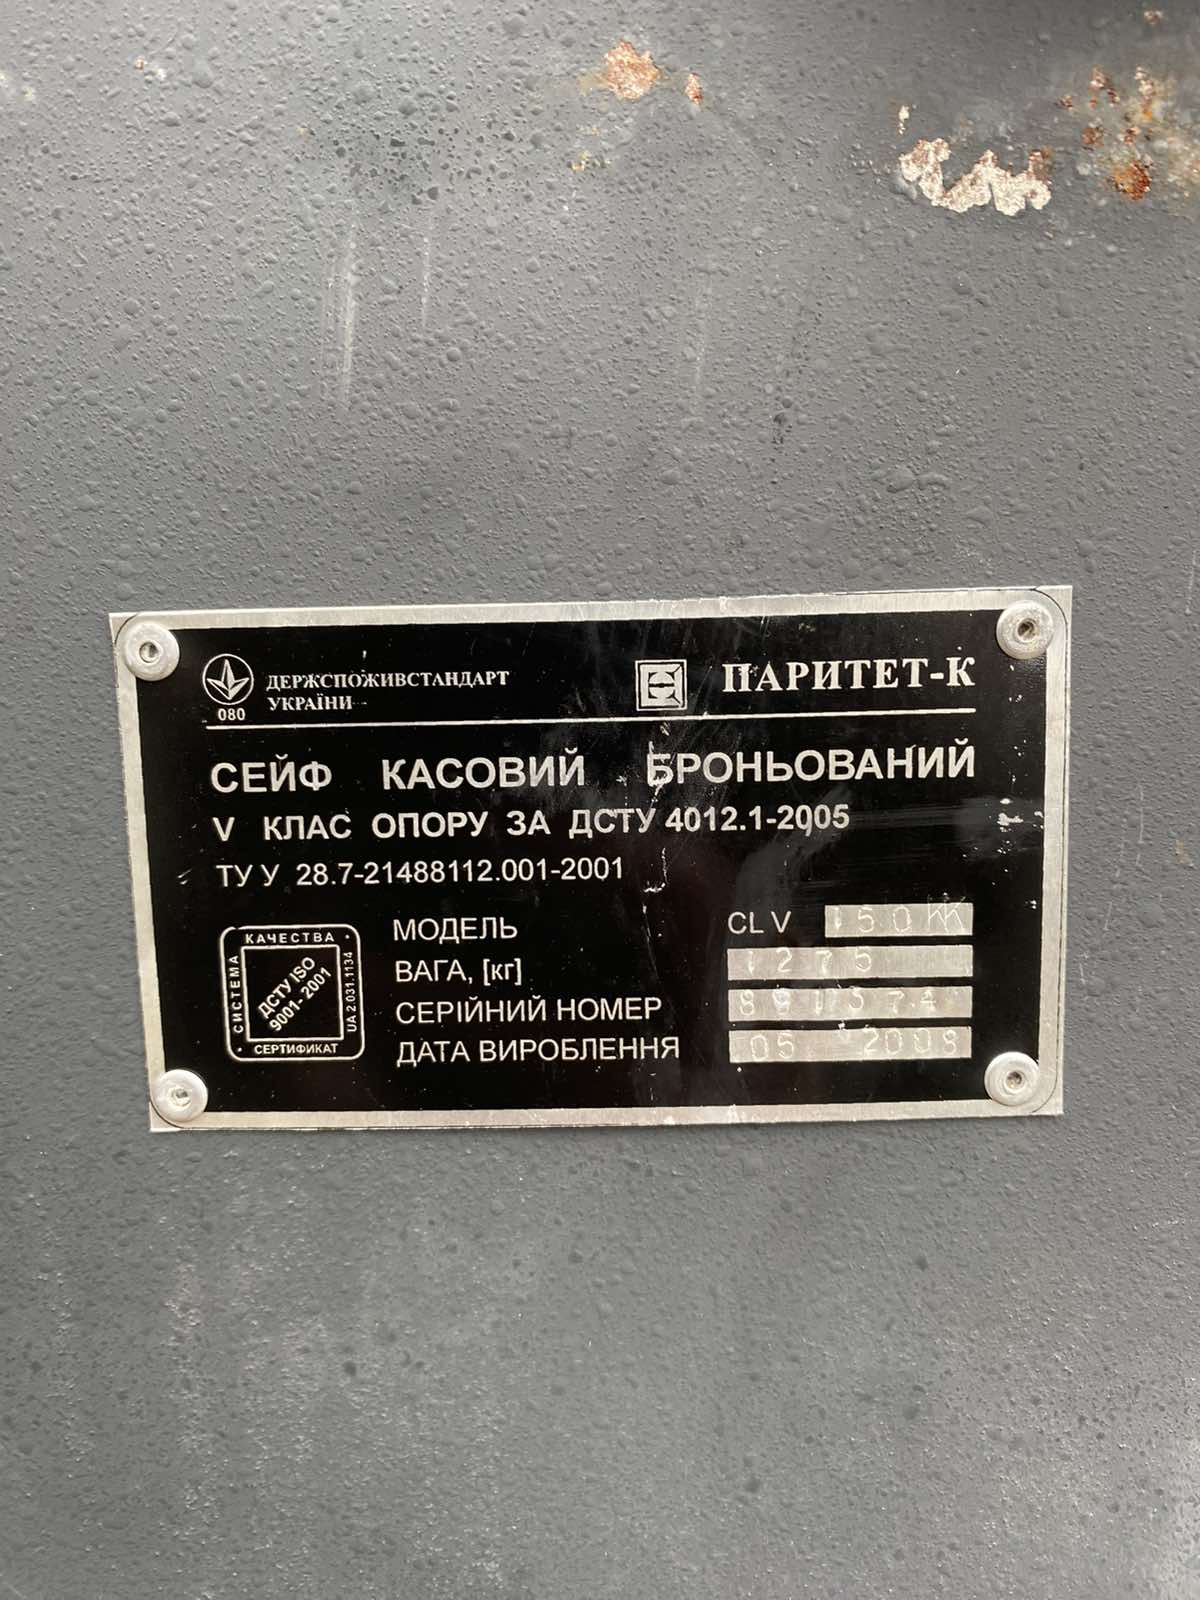 ДЕРЖСПОЖИВСТАНДАРТ
УКРАЇНИ
080
ПАРИТЕТ-К
СЕЙФ КАСОВИЙ БРОНЬОВАНИЙ
V КЛАС ОПОРУ ЗА ДСТУ 4012.1-2005
ТУ У 28.7-21488112.001-2001
СИСТЕМА
КАЧЕСТВА
ДСТУ ISO
9001-2001
UA 2.031.1134
СЕРТИФИКАТ
МОДЕЛЬ CL V 150KK
ВАГА, [кг] 1275
СЕРІЙНИЙ НОМЕР
ДАТА ВИРОБЛЕННЯ 05 2008